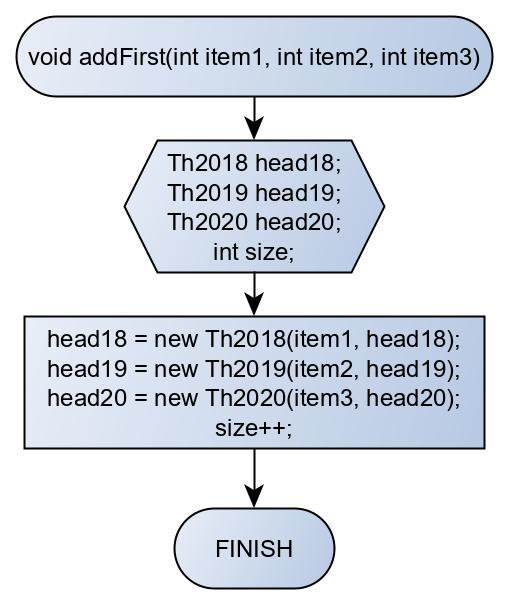 void addFirst(int item1, int item2, int item3)
Th2018 head18;
Th2019 head19;
Th2020 head20;
int size;
head18 = new Th2018(item1, head18);
head19 = new Th2019(item2, head19);
head20 = new Th2020(item3, head20);
size++;
FINISH